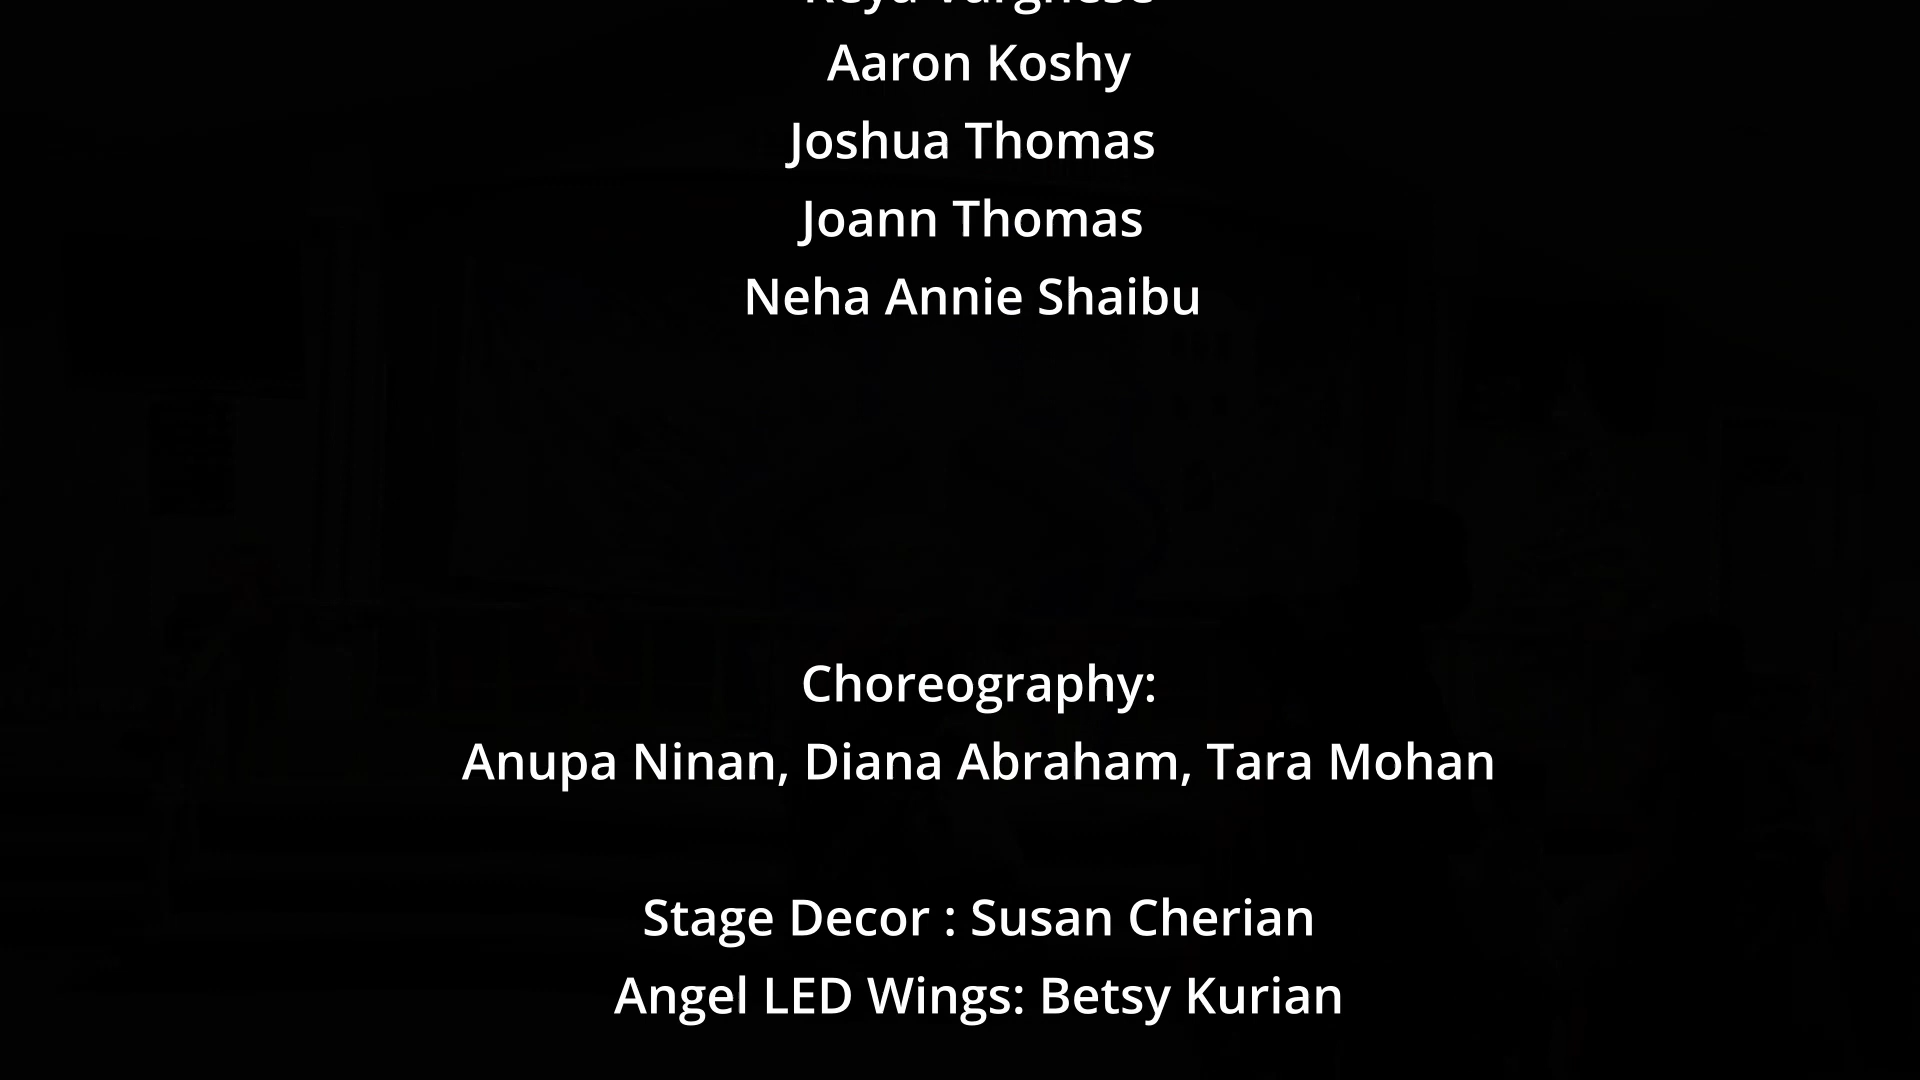 Aaron Koshy
Joshua Thomas
Joann Thomas
Neha Annie Shaibu
Choreography:
Anupa Ninan, Diana Abraham, Tara Mohan
Stage Decor : Susan Cherian
Angel LED Wings: Betsy Kurian